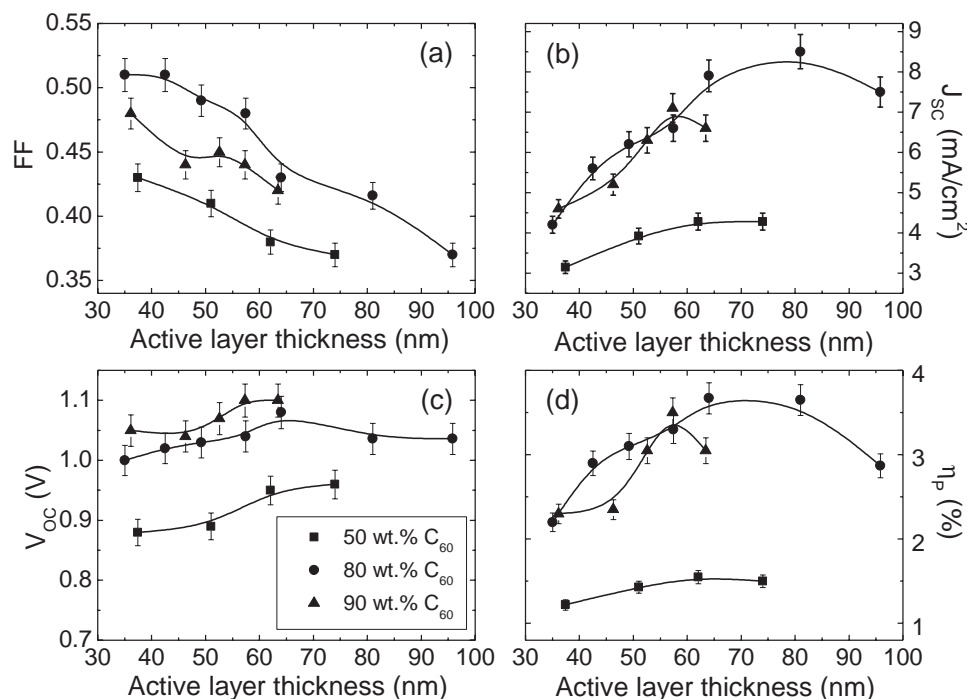 0.55
0.50
0.45
0.40
0.35
FF
(a)
30 40 50 60 70 80 90 100
Active layer thickness (nm)
(b)
9
8
7
6
5
4
3
J_SC (mA/cm²)
30 40 50 60 70 80 90 100
Active layer thickness (nm)
1.1
1.0
0.9
0.8
0.7
V_OC (V)
(c)
50 wt.% C₆₀
80 wt.% C₆₀
90 wt.% C₆₀
30 40 50 60 70 80 90 100
Active layer thickness (nm)
(d)
4
3
2
1
η_P (%)
30 40 50 60 70 80 90 100
Active layer thickness (nm)